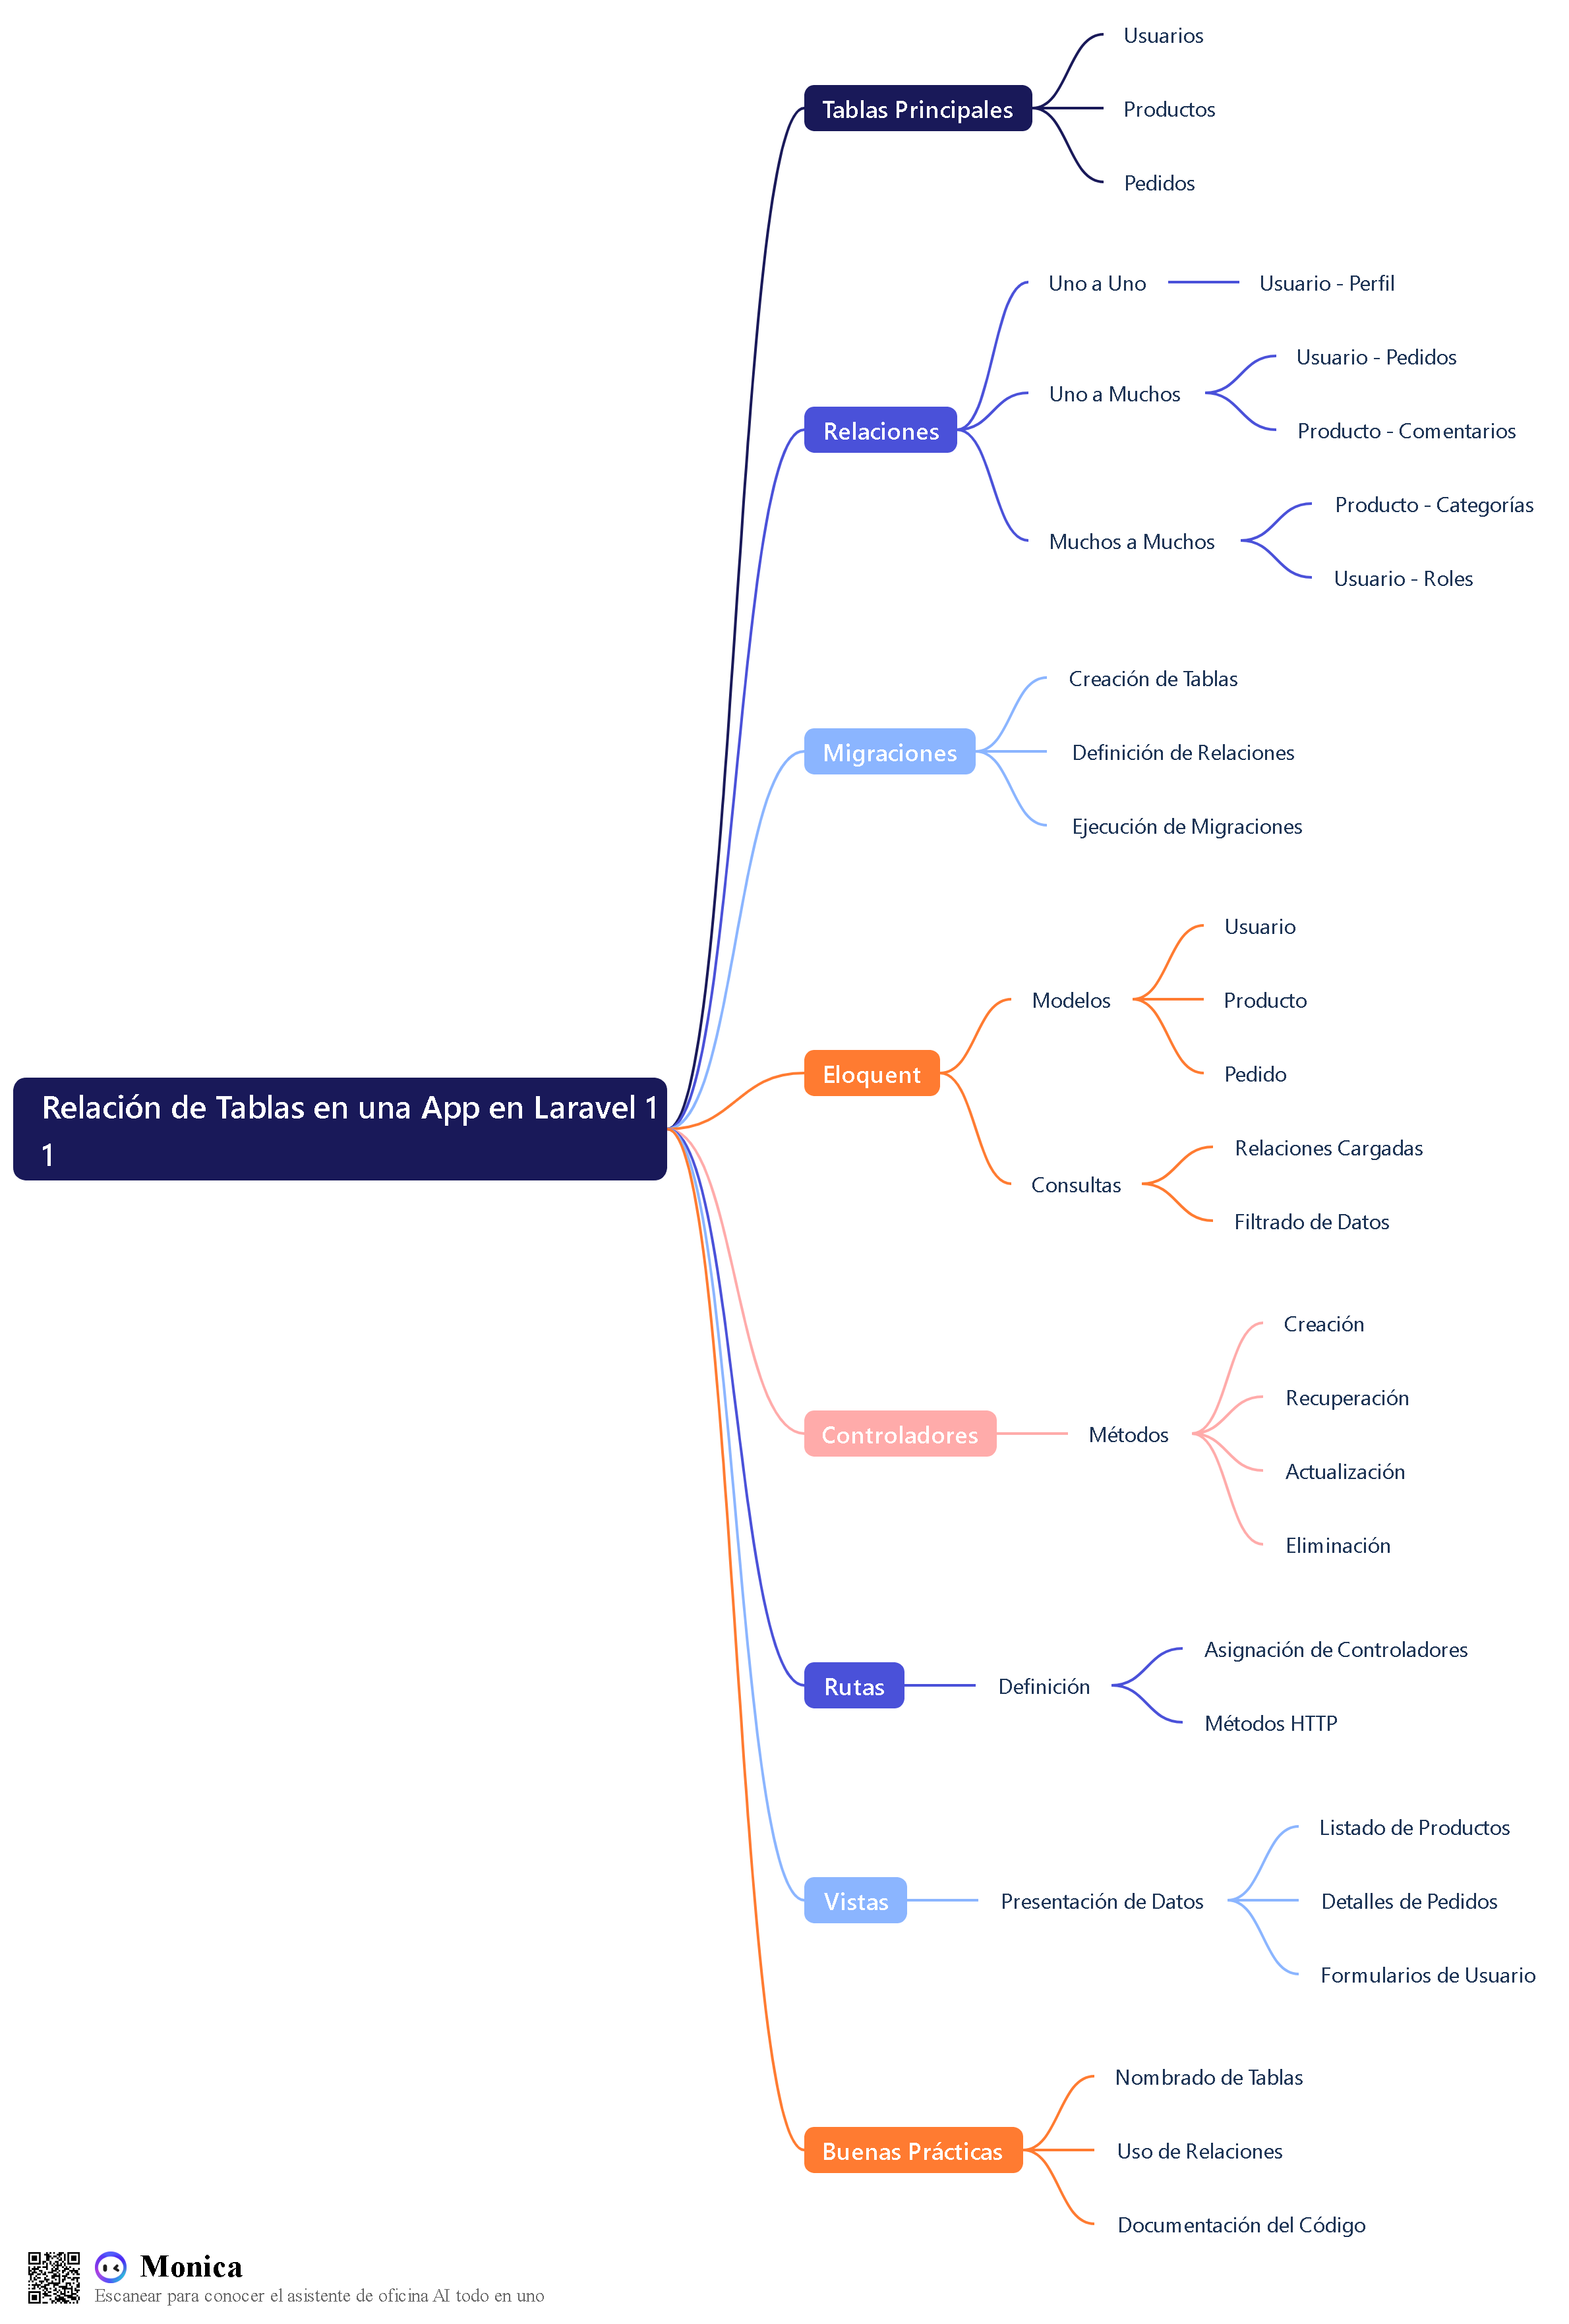 Relación de Tablas en una App en Laravel 1
1
Tablas Principales
Usuarios
Productos
Pedidos
Relaciones
Uno a Uno
Usuario - Perfil
Uno a Muchos
Usuario - Pedidos
Producto - Comentarios
Muchos a Muchos
Producto - Categorías
Usuario - Roles
Migraciones
Creación de Tablas
Definición de Relaciones
Ejecución de Migraciones
Eloquent
Modelos
Usuario
Producto
Pedido
Consultas
Relaciones Cargadas
Filtrado de Datos
Controladores
Métodos
Creación
Recuperación
Actualización
Eliminación
Rutas
Definición
Asignación de Controladores
Métodos HTTP
Vistas
Presentación de Datos
Listado de Productos
Detalles de Pedidos
Formularios de Usuario
Buenas Prácticas
Nombrado de Tablas
Uso de Relaciones
Documentación del Código
Monica
Escanear para conocer el asistente de oficina AI todo en uno